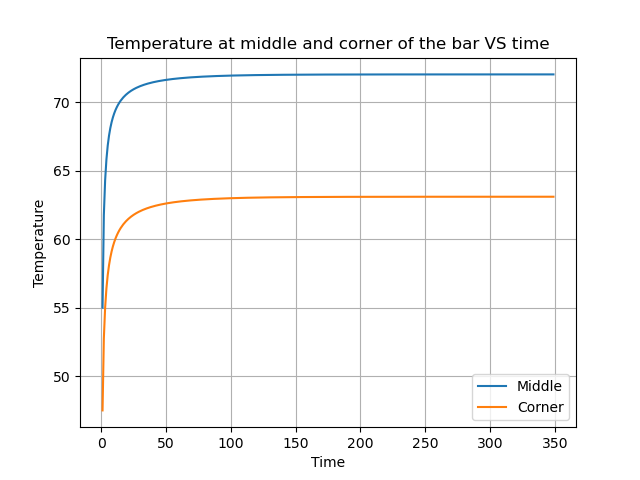 Temperature at middle and corner of the bar VS time
Temperature
70
65
60
55
50
0 50 100 150 200 250 300 350
Time
Middle
Corner